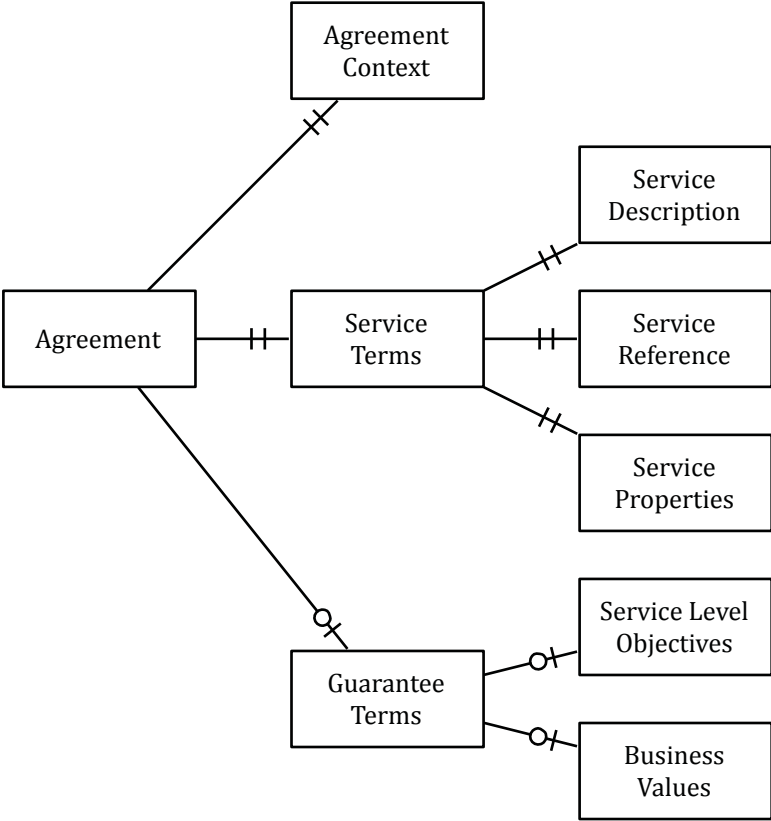 Agreement
Context
Service
Description
Agreement
Service
Terms
Service
Reference
Service
Properties
Service Level
Objectives
Guarantee
Terms
Business
Values